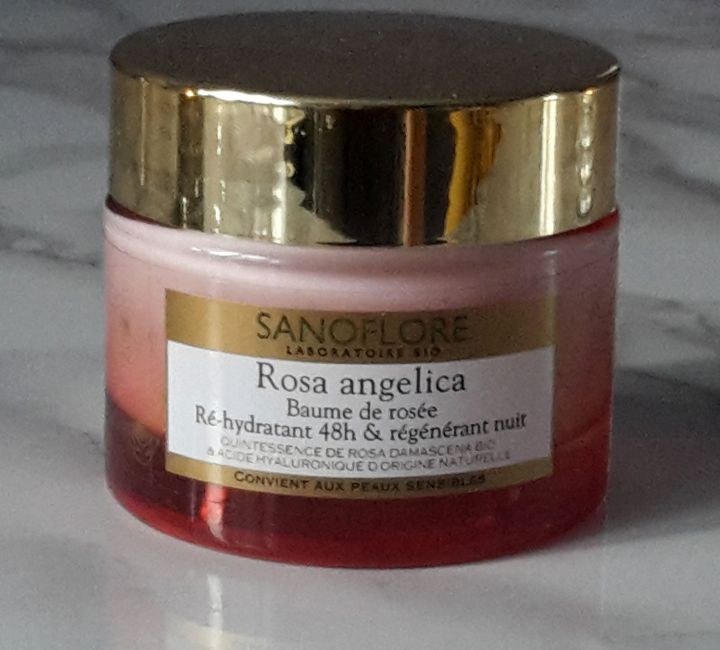 SANOFLORE
LABORATOIRE BIO
Rosa angelica
Baume de rosée
Ré-hydratant 48h & régénérant nuit
QUINTESSENCE DE ROSA DAMASCENA BIO
& ACIDE HYALURONIQUE D'ORIGINE NATURELLE
CONVIENT AUX PEAUX SENSIBLES